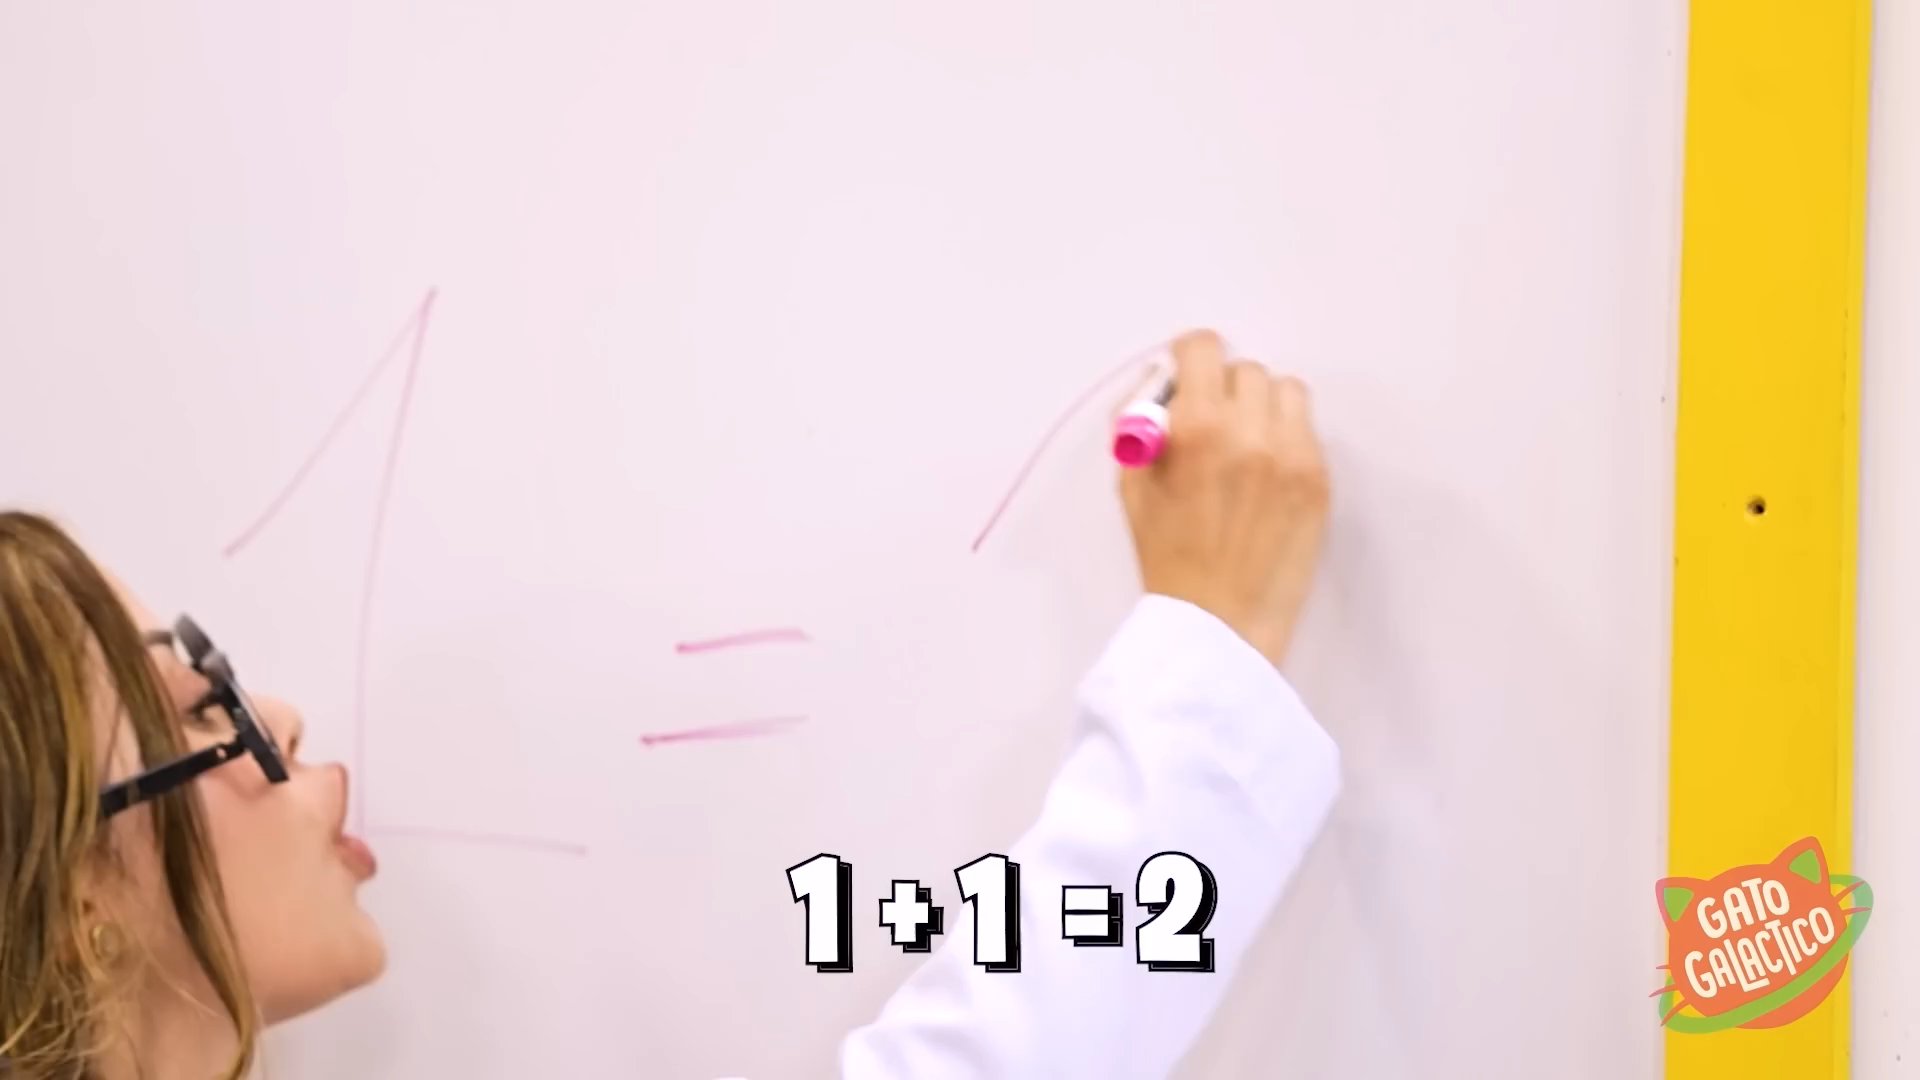 1 =
1 + 1 = 2
GATO
GALACTICO